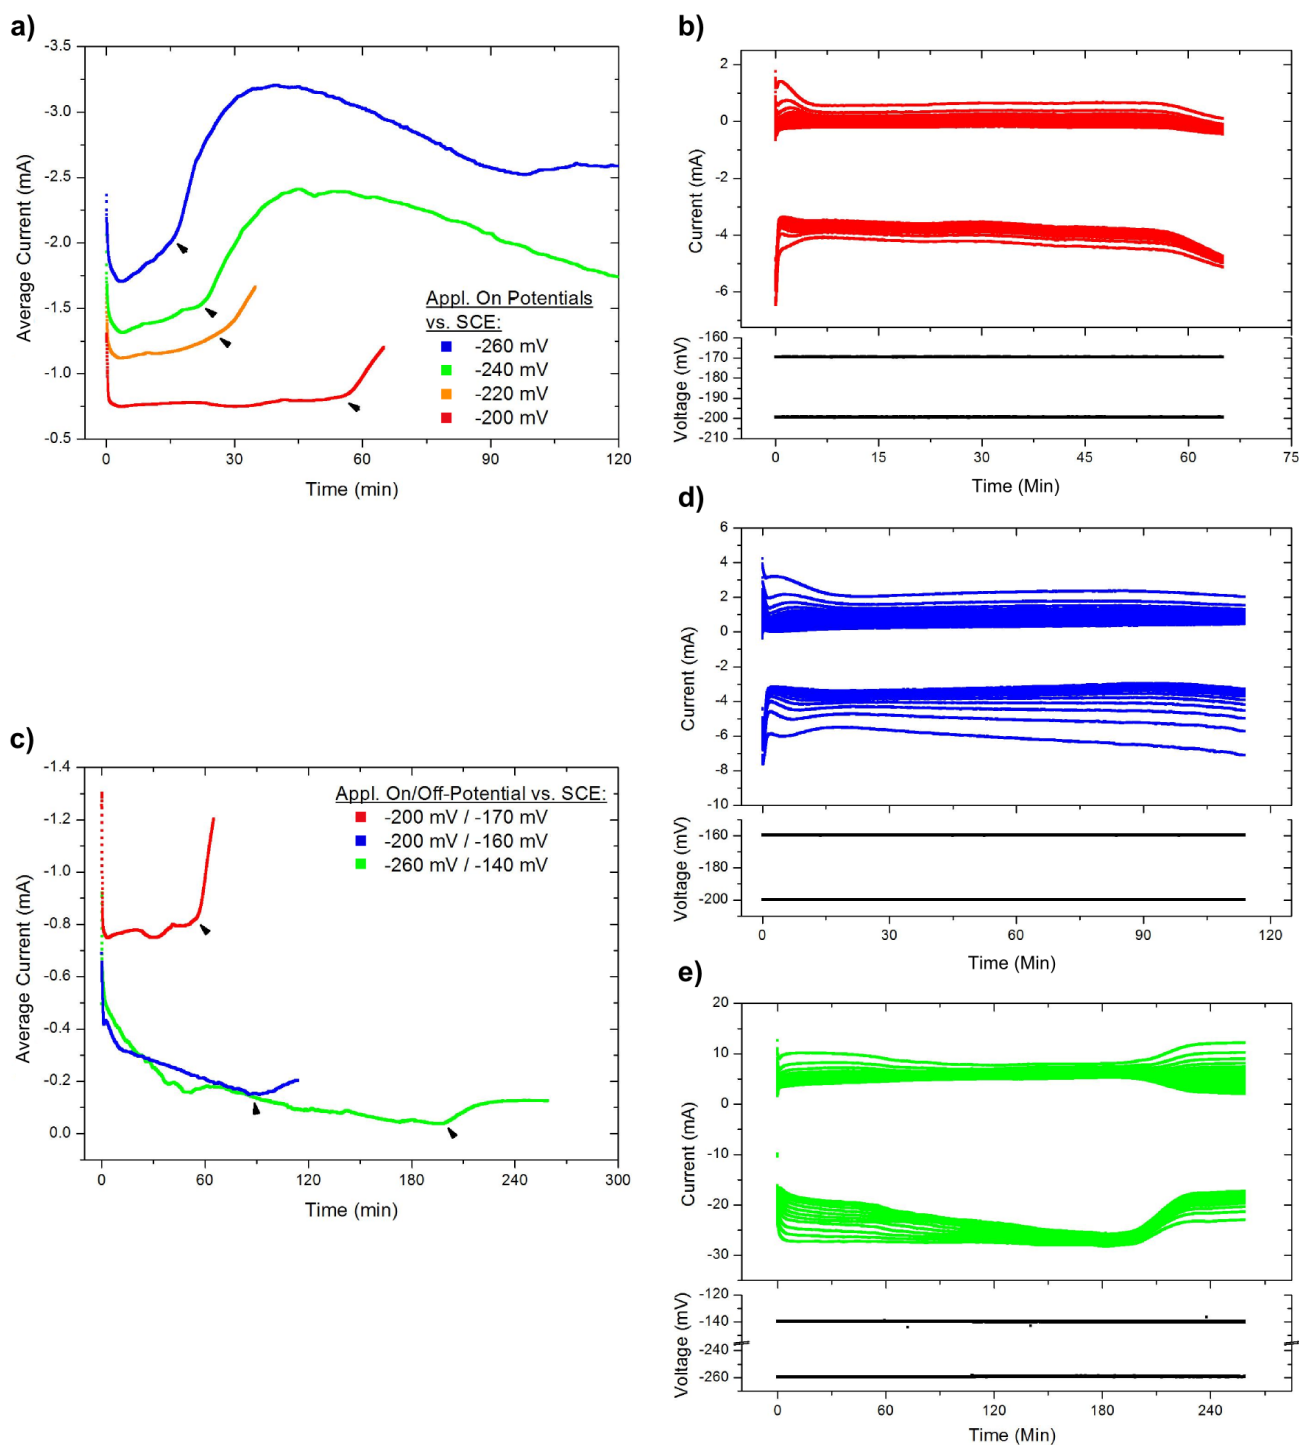 a)
-3.5
-3.0
-2.5
-2.0
-1.5
-1.0
-0.5
Average Current (mA)
Appl. On Potentials
vs. SCE:
-260 mV
-240 mV
-220 mV
-200 mV
0 30 60 90 120
Time (min)
b)
2
0
-2
-4
-6
Current (mA)
-160
-170
-180
-190
-200
-210
Voltage (mV)
0 15 30 45 60 75
Time (Min)
c)
-1.4
-1.2
-1.0
-0.8
-0.6
-0.4
-0.2
0.0
Average Current (mA)
Appl. On/Off-Potential vs. SCE:
-200 mV / -170 mV
-200 mV / -160 mV
-260 mV / -140 mV
0 60 120 180 240 300
Time (min)
d)
6
4
2
0
-2
-4
-6
-8
-10
Current (mA)
-160
-180
-200
Voltage (mV)
0 30 60 90 120
Time (Min)
e)
20
10
0
-10
-20
-30
Current (mA)
-120
-140
-240
-260
Voltage (mV)
0 60 120 180 240
Time (Min)